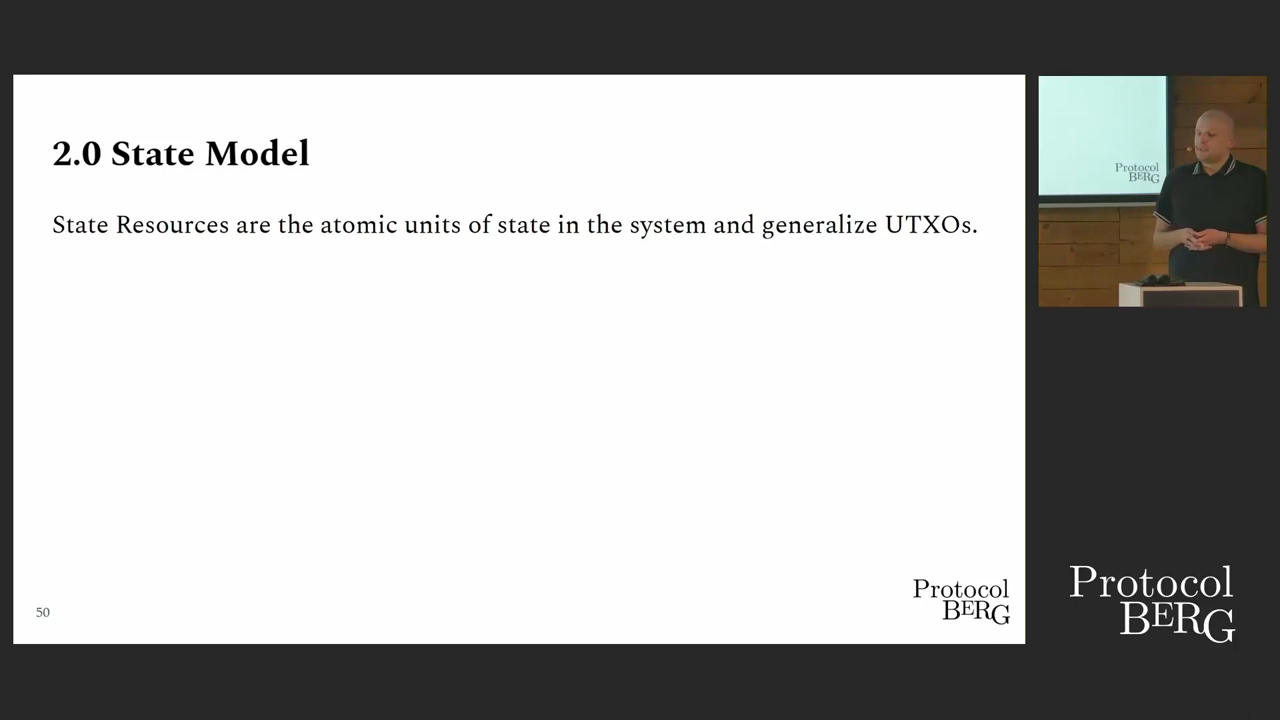 2.0 State Model
State Resources are the atomic units of state in the system and generalize UTXOs.
50
Protocol
BERG
Protocol
BERG
Protocol
BERG